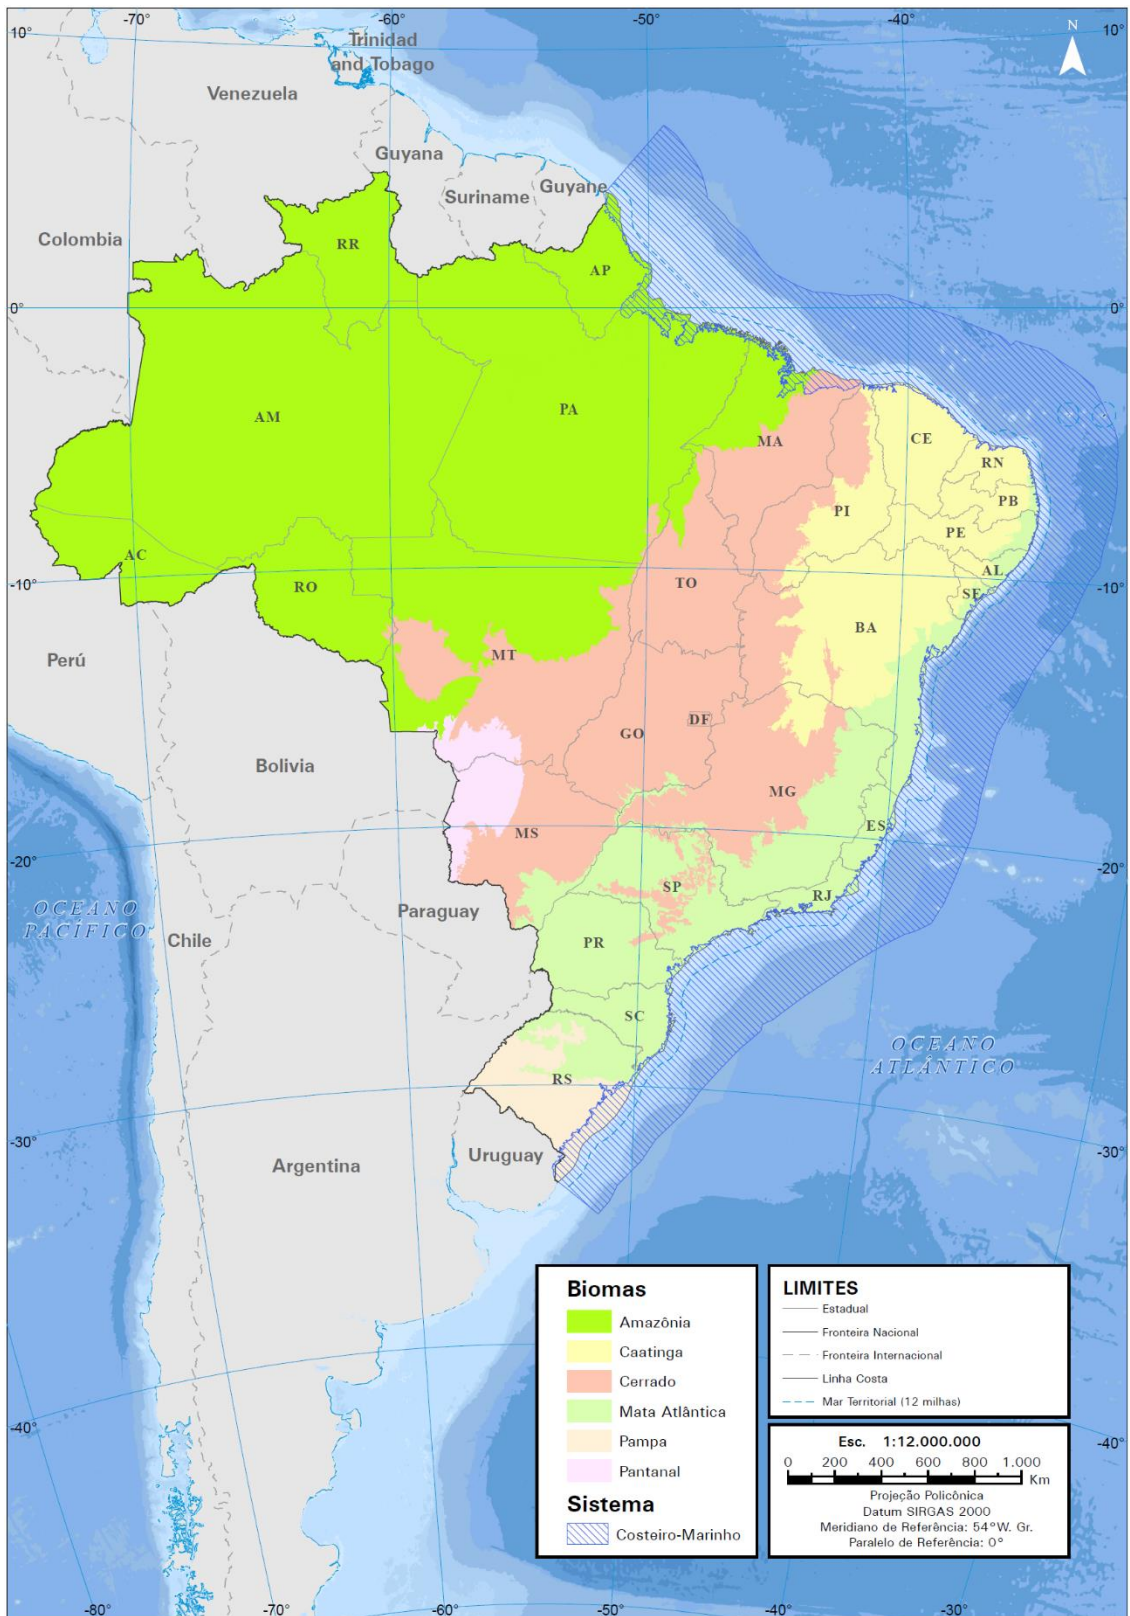 -70°
-60°
-50°
-40°
10°
10°
N
Trinidad
and Tobago
Venezuela
Guyana
Suriname
Guyane
Colombia
RR
AP
0°
0°
AM
PA
MA
CE
RN
PB
PI
PE
AC
AL
-10°
-10°
RO
TO
SE
BA
Perú
MT
DF
GO
Bolivia
MG
MS
ES
-20°
-20°
SP
RJ
OCEANO
PACÍFICO
Paraguay
Chile
PR
SC
OCEANO
ATLÁNTICO
RS
-30°
-30°
Uruguay
Argentina
Biomas
Amazônia
Caatinga
Cerrado
Mata Atlântica
Pampa
Pantanal
Sistema
Costeiro-Marinho
LIMITES
Estadual
Fronteira Nacional
Fronteira Internacional
Linha Costa
Mar Territorial (12 milhas)
Esc. 1:12.000.000
0 200 400 600 800 1.000
Km
Projeção Policônica
Datum SIRGAS 2000
Meridiano de Referência: 54°W. Gr.
Paralelo de Referência: 0°
-40°
-40°
-80°
-70°
-60°
-50°
-40°
-30°